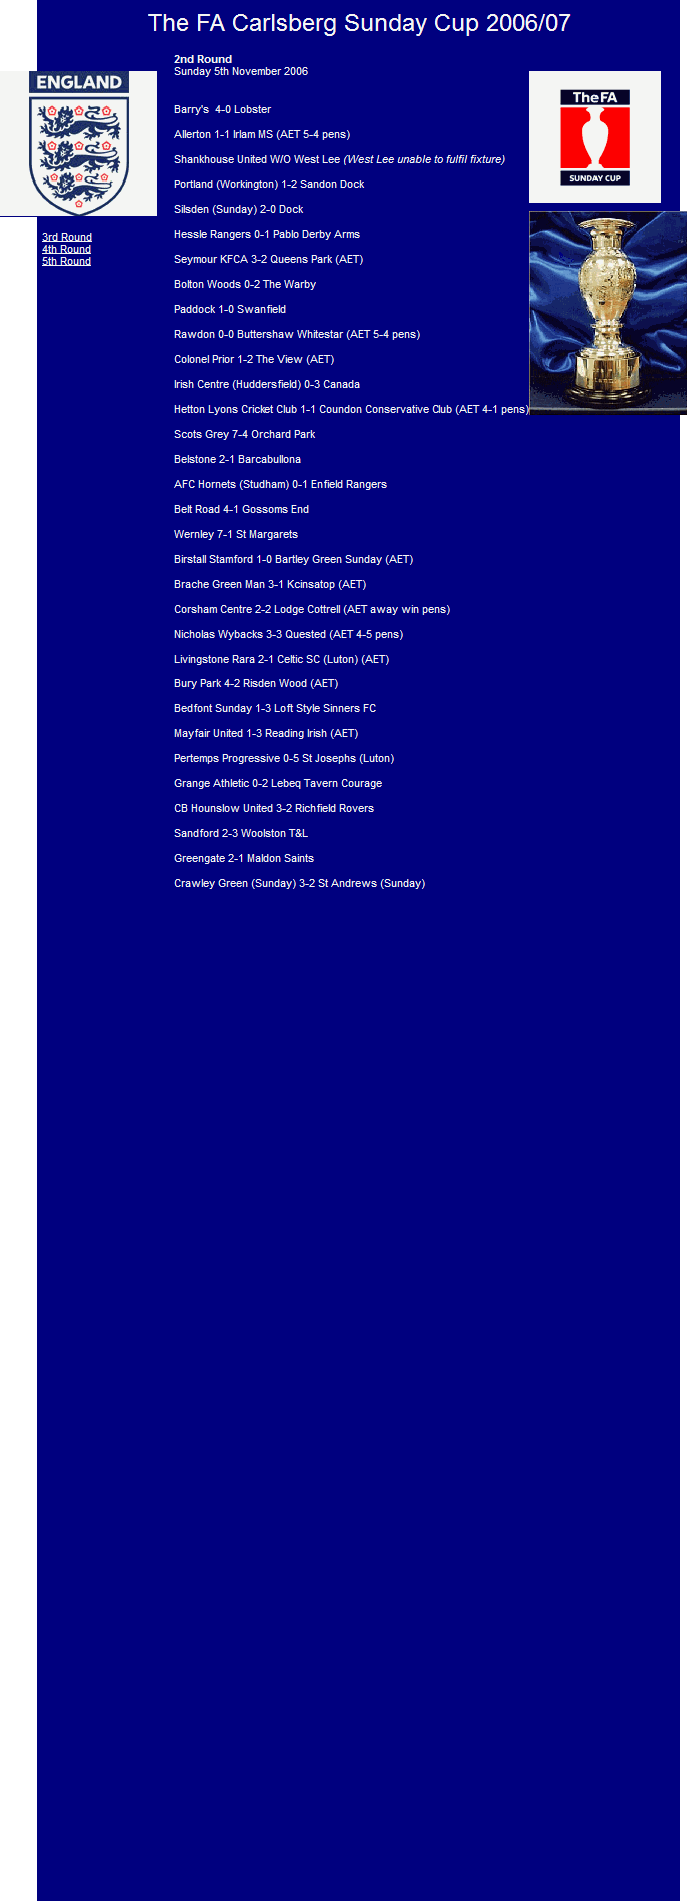 The FA Carlsberg Sunday Cup 2006/07
2nd Round
Sunday 5th November 2006
ENGLAND
TheFA
SUNDAY CUP
3rd Round
4th Round
5th Round
Barry's 4-0 Lobster
Allerton 1-1 Irlam MS (AET 5-4 pens)
Shankhouse United W/O West Lee (West Lee unable to fulfil fixture)
Portland (Workington) 1-2 Sandon Dock
Silsden (Sunday) 2-0 Dock
Hessle Rangers 0-1 Pablo Derby Arms
Seymour KFCA 3-2 Queens Park (AET)
Bolton Woods 0-2 The Warby
Paddock 1-0 Swanfield
Rawdon 0-0 Buttershaw Whitestar (AET 5-4 pens)
Colonel Prior 1-2 The View (AET)
Irish Centre (Huddersfield) 0-3 Canada
Hetton Lyons Cricket Club 1-1 Coundon Conservative Club (AET 4-1 pens)
Scots Grey 7-4 Orchard Park
Belstone 2-1 Barcabullona
AFC Hornets (Studham) 0-1 Enfield Rangers
Belt Road 4-1 Gossoms End
Wernley 7-1 St Margarets
Birstall Stamford 1-0 Bartley Green Sunday (AET)
Brache Green Man 3-1 Kcinsatop (AET)
Corsham Centre 2-2 Lodge Cottrell (AET away win pens)
Nicholas Wybacks 3-3 Quested (AET 4-5 pens)
Livingstone Rara 2-1 Celtic SC (Luton) (AET)
Bury Park 4-2 Risden Wood (AET)
Bedfont Sunday 1-3 Loft Style Sinners FC
Mayfair United 1-3 Reading Irish (AET)
Pertemps Progressive 0-5 St Josephs (Luton)
Grange Athletic 0-2 Lebeq Tavern Courage
CB Hounslow United 3-2 Richfield Rovers
Sandford 2-3 Woolston T&L
Greengate 2-1 Maldon Saints
Crawley Green (Sunday) 3-2 St Andrews (Sunday)